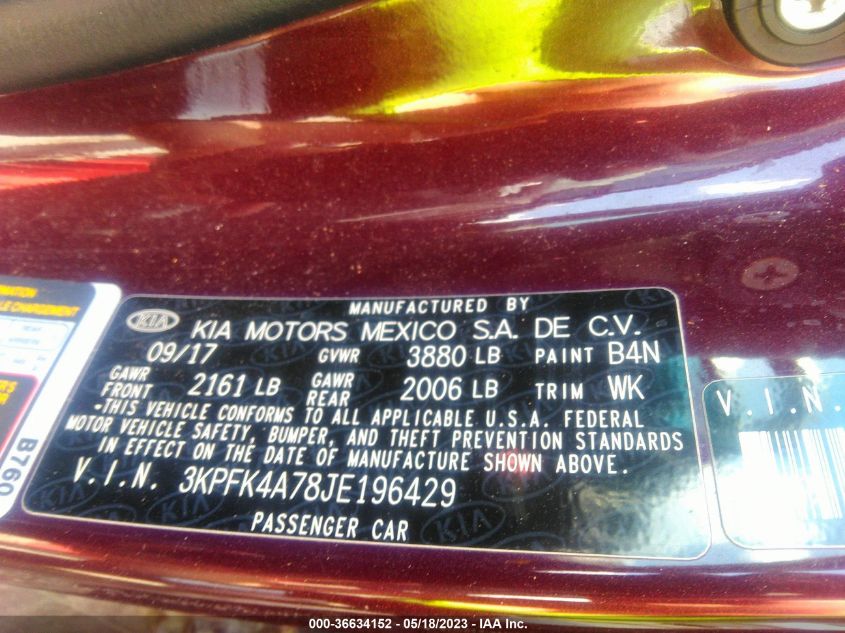 MANUFACTURED BY
KIA KIA MOTORS MEXICO S.A. DE C.V.
09/17 GVWR 3880 LB PAINT B4N
GAWR FRONT 2161 LB GAWR REAR 2006 LB TRIM WK
•THIS VEHICLE CONFORMS TO ALL APPLICABLE U.S.A. FEDERAL
MOTOR VEHICLE SAFETY, BUMPER, AND THEFT PREVENTION STANDARDS
IN EFFECT ON THE DATE OF MANUFACTURE SHOWN ABOVE.
V.I.N. 3KPFK4A78JE196429
PASSENGER CAR
B760
V.I.N.
000-36634152 – 05/18/2023 – IAA Inc.